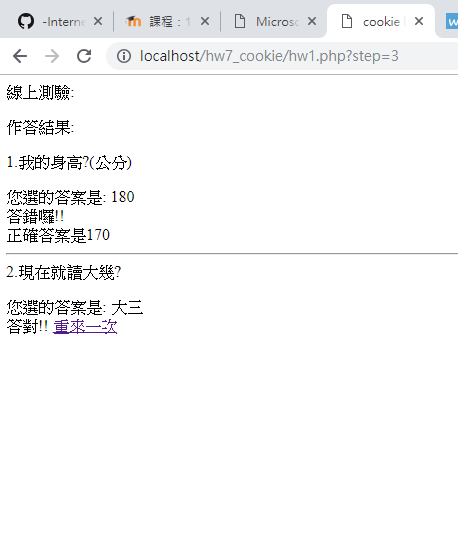 -Interne
課程：1
Microso
cookie
localhost/hw7_cookie/hw1.php?step=3
線上測驗:
作答結果:
1.我的身高?(公分)
您選的答案是: 180
答錯囉!!
正確答案是170
2.現在就讀大幾?
您選的答案是: 大三
答對!! 重來一次